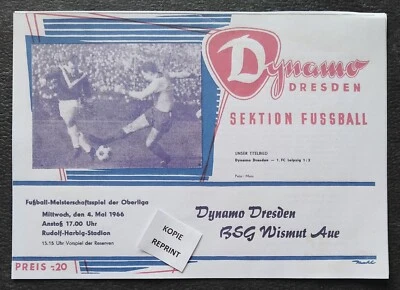 Dynamo
DRESDEN
SEKTION FUSSBALL
UNSER TITELBILD
Dynamo Dresden — 1. FC Leipzig 1:2
Foto:
Fußball-Meisterschaftsspiel der Oberliga
Mittwoch, den 4. Mai 1966
Anstoß 17.00 Uhr
Rudolf-Harbig-Stadion
15.15 Uhr Vorspiel der Reserven
KOPIE
REPRINT
Dynamo Dresden
BSG Wismut Aue
PREIS -.20